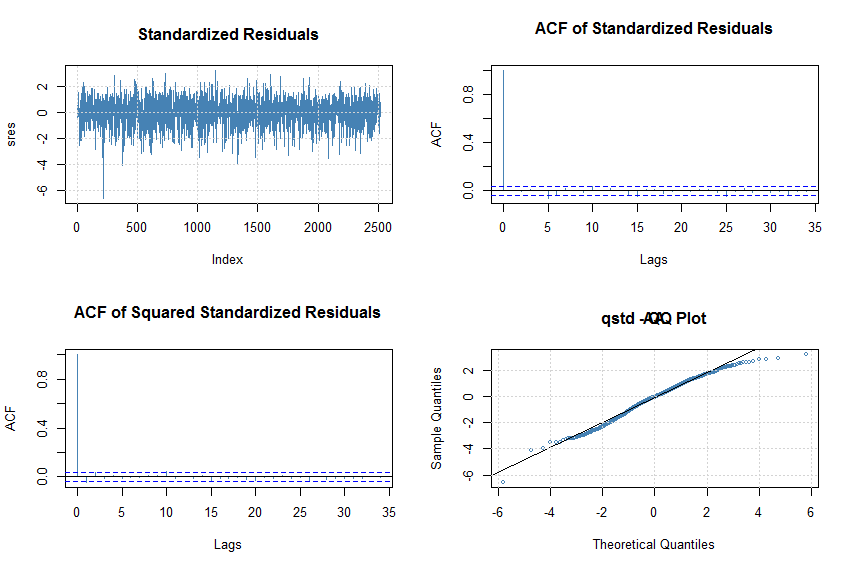 Standardized Residuals
sres
2
0
-2
-4
-6
0 500 1000 1500 2000 2500
Index
ACF of Standardized Residuals
ACF
0.8
0.4
0.0
0 5 10 15 20 25 30 35
Lags
ACF of Squared Standardized Residuals
ACF
0.8
0.4
0.0
0 5 10 15 20 25 30 35
Lags
qstd - QQ Plot
Sample Quantiles
2
0
-2
-4
-6
-6 -4 -2 0 2 4 6
Theoretical Quantiles